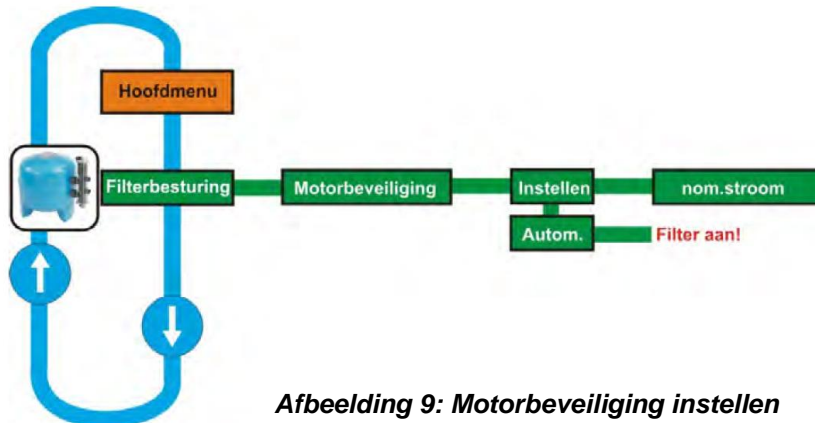 Hoofdmenu
Filterbesturing
Motorbeveiliging
Instellen
nom.stroom
Autom.
Filter aan!
Afbeelding 9: Motorbeveiliging instellen